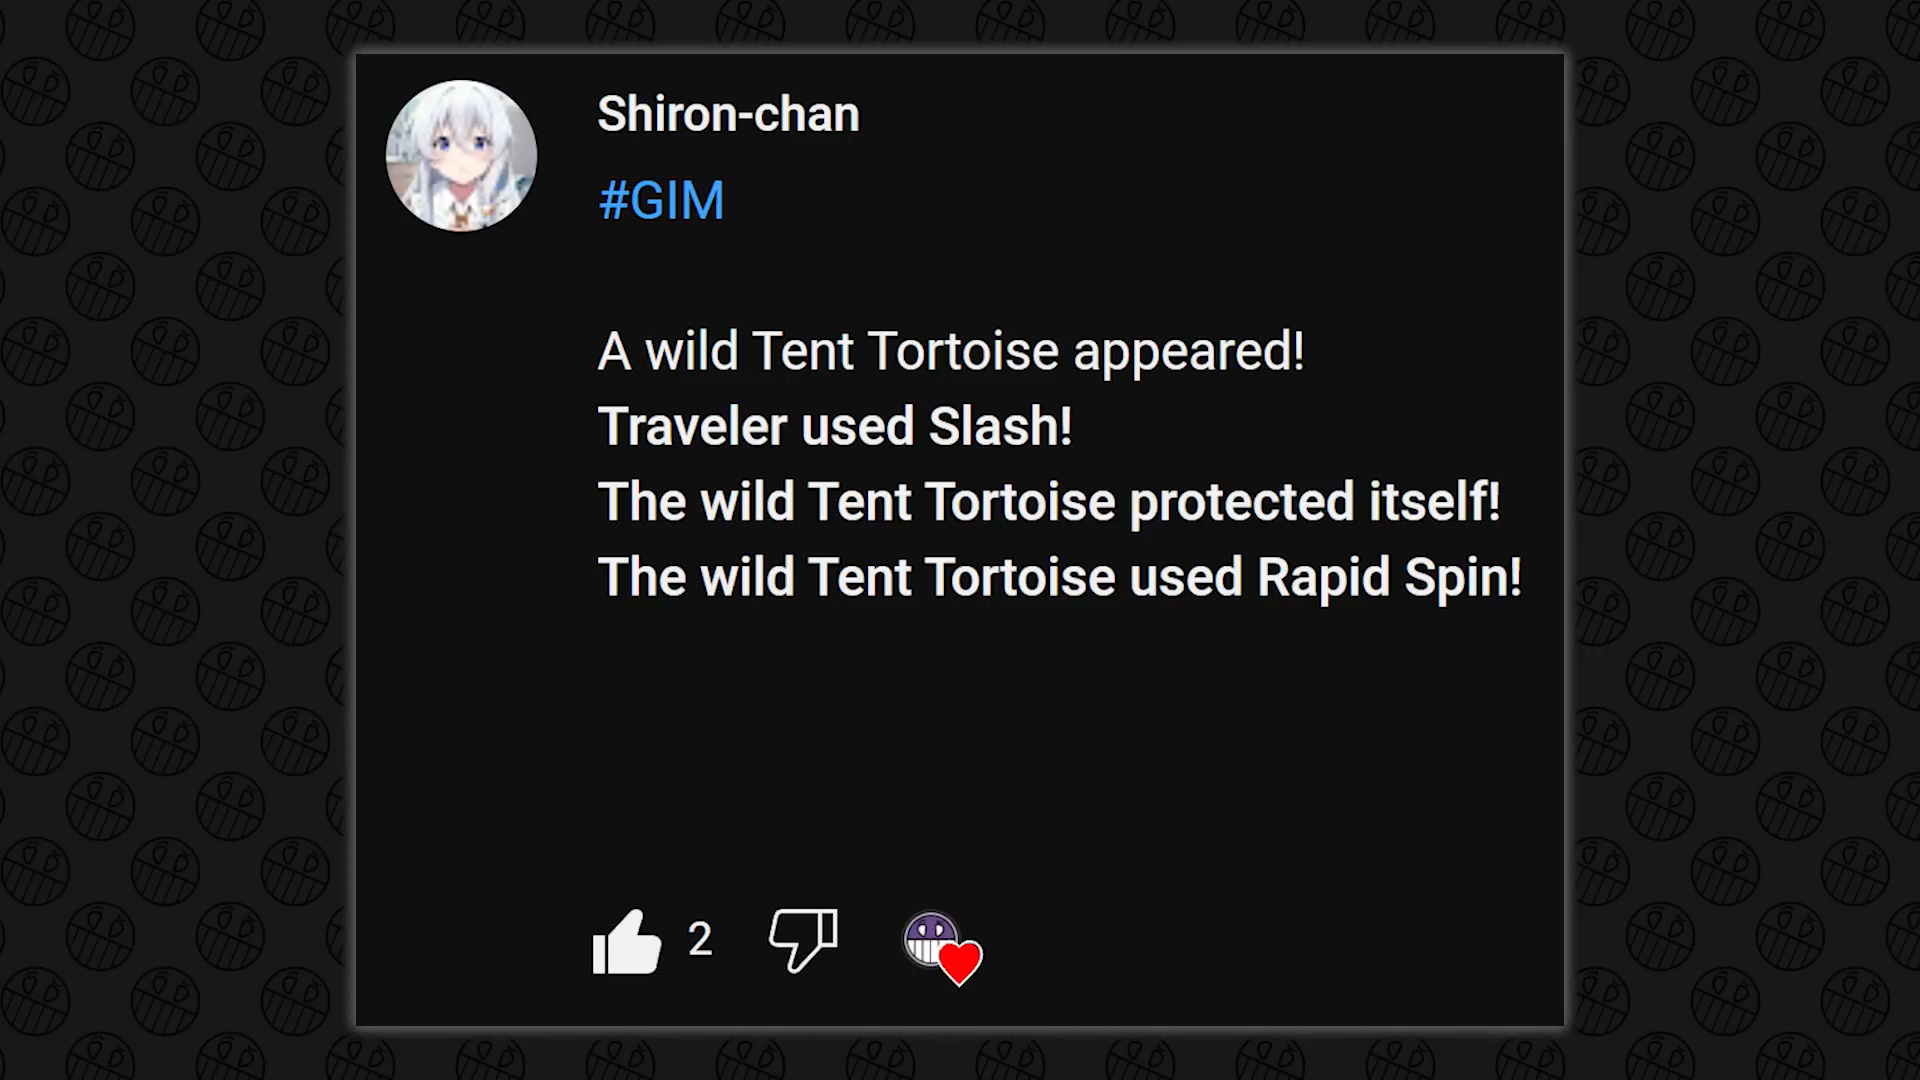 Shiron-chan
#GIM
A wild Tent Tortoise appeared!
Traveler used Slash!
The wild Tent Tortoise protected itself!
The wild Tent Tortoise used Rapid Spin!
2